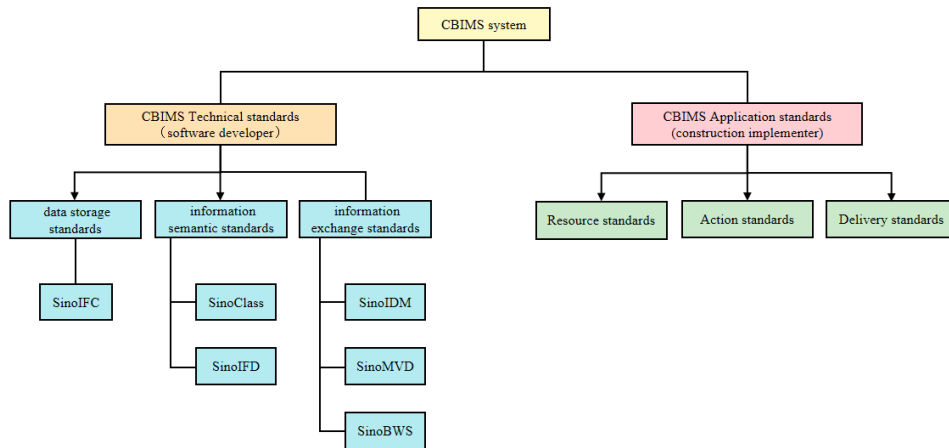 CBIMS system
CBIMS Technical standards
（software developer）
CBIMS Application standards
(construction implementer)
data storage
standards
information
semantic standards
information
exchange standards
Resource standards
Action standards
Delivery standards
SinoIFC
SinoClass
SinoIDM
SinoIFD
SinoMVD
SinoBWS